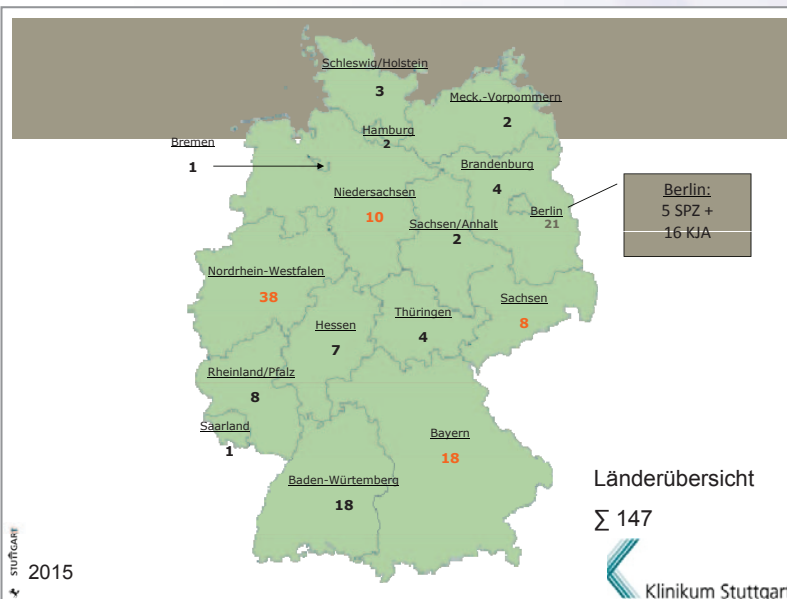 Schleswig/Holstein
3
Meck.-Vorpommern
2
Hamburg
2
Bremen
1
Brandenburg
4
Niedersachsen
10
Berlin
21
Berlin:
5 SPZ +
16 KJA
Sachsen/Anhalt
2
Nordrhein-Westfalen
38
Sachsen
8
Thüringen
4
Hessen
7
Rheinland/Pfalz
8
Saarland
1
Bayern
18
Baden-Würtemberg
18
Länderübersicht
∑ 147
STUTTGART
2015
Klinikum Stuttgart